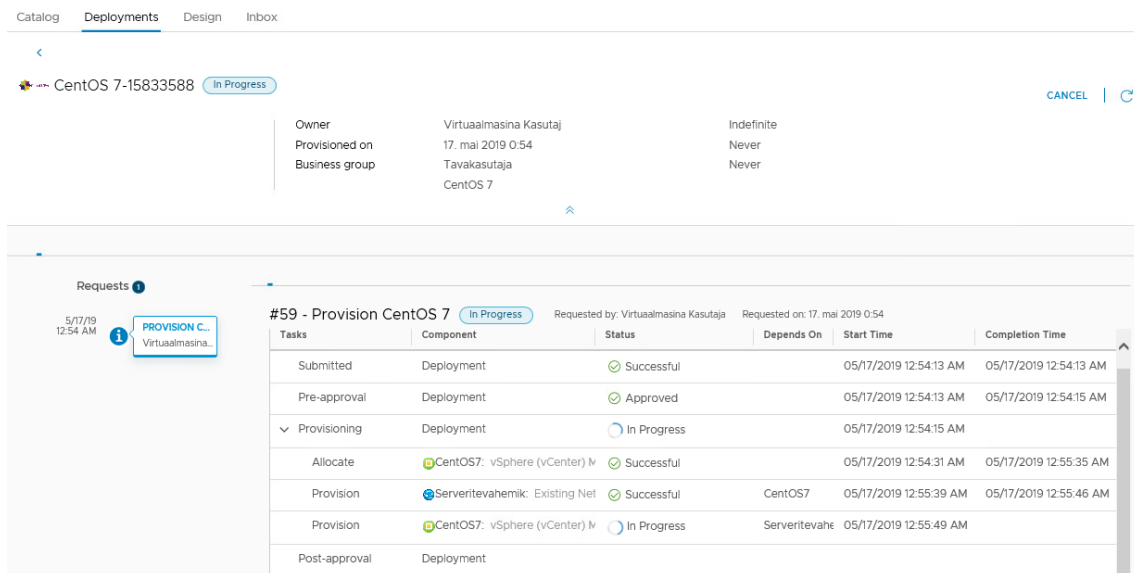 Catalog Deployments Design Inbox
CentOS 7-15833588 In Progress
CANCEL
Owner Virtuaalmasina Kasutaj Indefinite
Provisioned on 17. mai 2019 0:54 Never
Business group Tavakasutaja Never
CentOS 7
Requests 1
5/17/19
12:54 AM
PROVISION C...
Virtuaalmasina...
#59 - Provision CentOS 7 In Progress Requested by: Virtuaalmasina Kasutaja Requested on: 17. mai 2019 0:54
Tasks Component Status Depends On Start Time Completion Time
Submitted Deployment Successful 05/17/2019 12:54:13 AM 05/17/2019 12:54:13 AM
Pre-approval Deployment Approved 05/17/2019 12:54:13 AM 05/17/2019 12:54:15 AM
Provisioning Deployment In Progress 05/17/2019 12:54:15 AM
Allocate CentOS7: vSphere (vCenter) M Successful 05/17/2019 12:54:31 AM 05/17/2019 12:55:35 AM
Provision Serveritevahemik: Existing Net Successful CentOS7 05/17/2019 12:55:39 AM 05/17/2019 12:55:46 AM
Provision CentOS7: vSphere (vCenter) M In Progress Serveritevahe 05/17/2019 12:55:49 AM
Post-approval Deployment